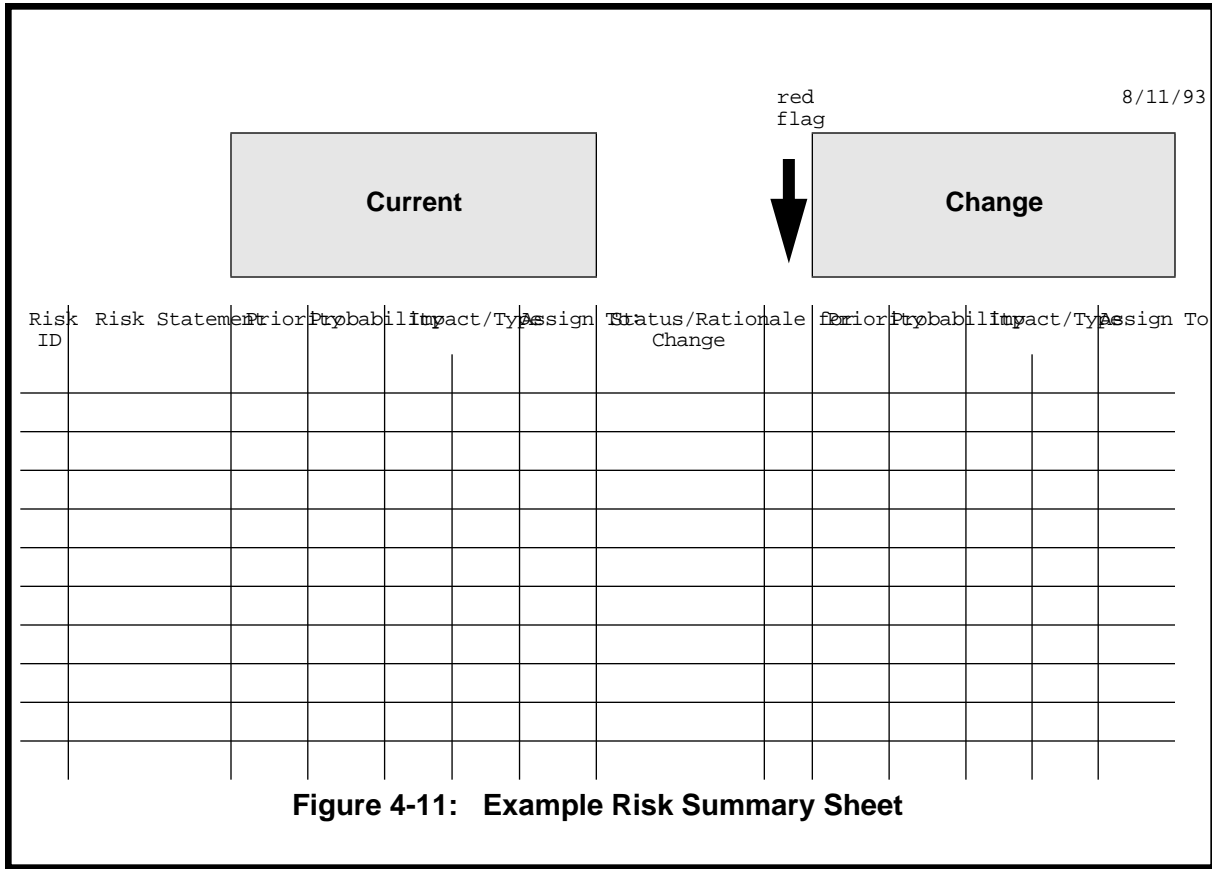 red 8/11/93
flag
Current Change
Risk Risk Statement Priority Probability Impact/Type Assign To: Status/Rationale for Priority Probability Impact/Type Assign To
ID Change
Figure 4-11: Example Risk Summary Sheet